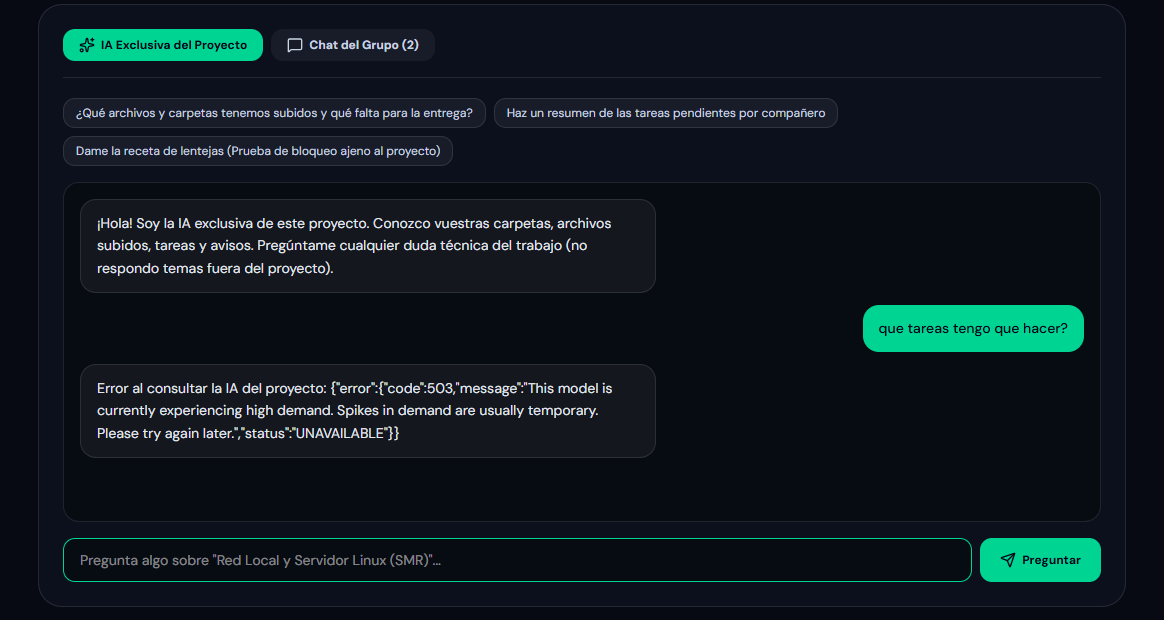 IA Exclusiva del Proyecto
Chat del Grupo (2)
¿Qué archivos y carpetas tenemos subidos y qué falta para la entrega?
Haz un resumen de las tareas pendientes por compañero
Dame la receta de lentejas (Prueba de bloqueo ajeno al proyecto)
¡Hola! Soy la IA exclusiva de este proyecto. Conozco vuestras carpetas, archivos
subidos, tareas y avisos. Pregúntame cualquier duda técnica del trabajo (no
respondo temas fuera del proyecto).
que tareas tengo que hacer?
Error al consultar la IA del proyecto: {"error":{"code":503,"message":"This model is
currently experiencing high demand. Spikes in demand are usually temporary.
Please try again later.","status":"UNAVAILABLE"}}
Pregunta algo sobre "Red Local y Servidor Linux (SMR)"...
Preguntar